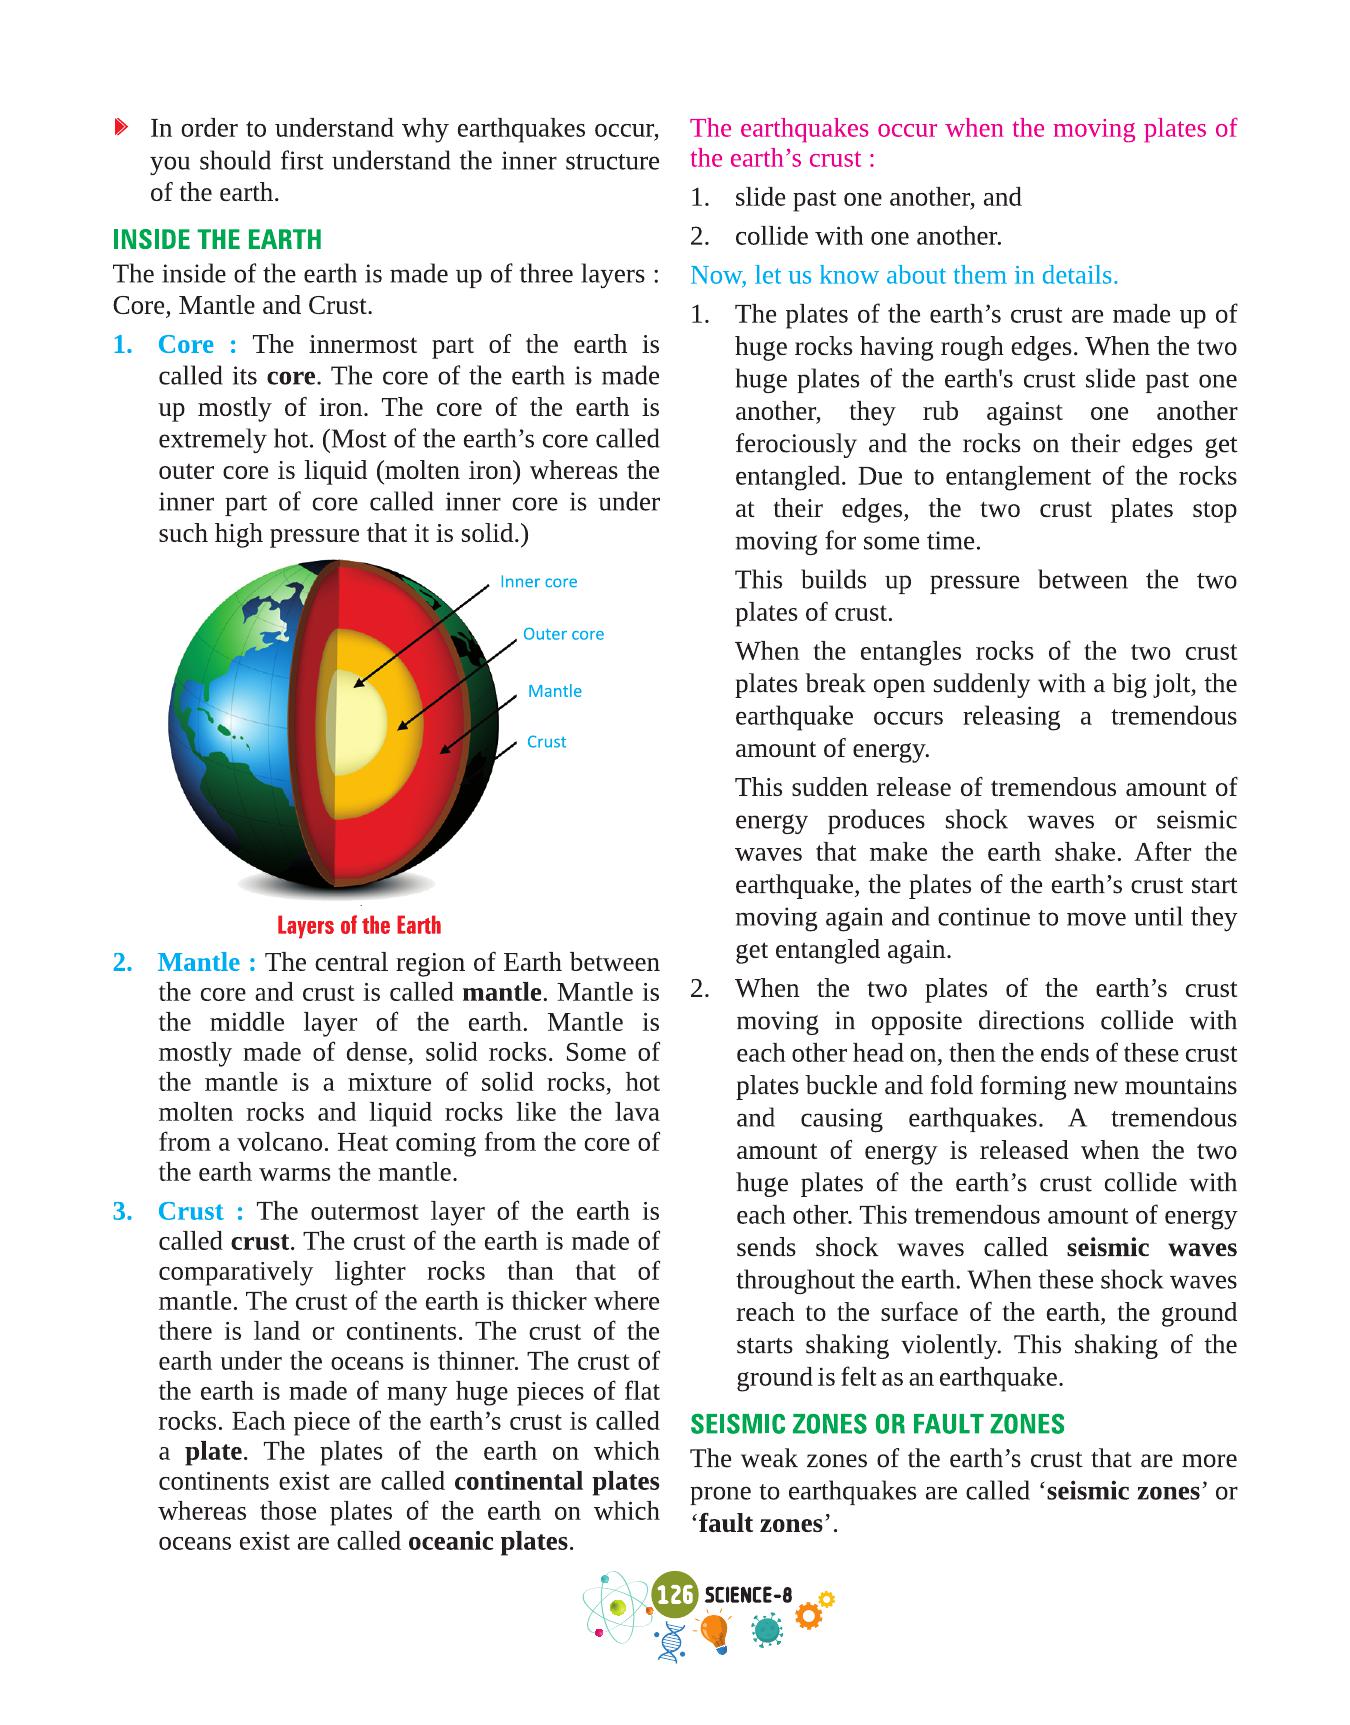 In order to understand why earthquakes occur,
you should first understand the inner structure
of the earth.
INSIDE THE EARTH
The inside of the earth is made up of three layers :
Core, Mantle and Crust.
1. Core : The innermost part of the earth is
called its core. The core of the earth is made
up mostly of iron. The core of the earth is
extremely hot. (Most of the earth’s core called
outer core is liquid (molten iron) whereas the
inner part of core called inner core is under
such high pressure that it is solid.)
Inner core
Outer core
Mantle
Crust
Layers of the Earth
2. Mantle : The central region of Earth between
the core and crust is called mantle. Mantle is
the middle layer of the earth. Mantle is
mostly made of dense, solid rocks. Some of
the mantle is a mixture of solid rocks, hot
molten rocks and liquid rocks like the lava
from a volcano. Heat coming from the core of
the earth warms the mantle.
3. Crust : The outermost layer of the earth is
called crust. The crust of the earth is made of
comparatively lighter rocks than that of
mantle. The crust of the earth is thicker where
there is land or continents. The crust of the
earth under the oceans is thinner. The crust of
the earth is made of many huge pieces of flat
rocks. Each piece of the earth’s crust is called
a plate. The plates of the earth on which
continents exist are called continental plates
whereas those plates of the earth on which
oceans exist are called oceanic plates.
The earthquakes occur when the moving plates of
the earth’s crust :
1. slide past one another, and
2. collide with one another.
Now, let us know about them in details.
1. The plates of the earth’s crust are made up of
huge rocks having rough edges. When the two
huge plates of the earth's crust slide past one
another, they rub against one another
ferociously and the rocks on their edges get
entangled. Due to entanglement of the rocks
at their edges, the two crust plates stop
moving for some time.
This builds up pressure between the two
plates of crust.
When the entangles rocks of the two crust
plates break open suddenly with a big jolt, the
earthquake occurs releasing a tremendous
amount of energy.
This sudden release of tremendous amount of
energy produces shock waves or seismic
waves that make the earth shake. After the
earthquake, the plates of the earth’s crust start
moving again and continue to move until they
get entangled again.
2. When the two plates of the earth’s crust
moving in opposite directions collide with
each other head on, then the ends of these crust
plates buckle and fold forming new mountains
and causing earthquakes. A tremendous
amount of energy is released when the two
huge plates of the earth’s crust collide with
each other. This tremendous amount of energy
sends shock waves called seismic waves
throughout the earth. When these shock waves
reach to the surface of the earth, the ground
starts shaking violently. This shaking of the
ground is felt as an earthquake.
SEISMIC ZONES OR FAULT ZONES
The weak zones of the earth’s crust that are more
prone to earthquakes are called ‘seismic zones’ or
‘fault zones’.
126 SCIENCE-8